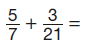 5/7 + 3/21 =